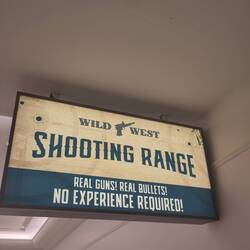 WILD WEST
SHOOTING RANGE
REAL GUNS! REAL BULLETS!
NO EXPERIENCE REQUIRED!